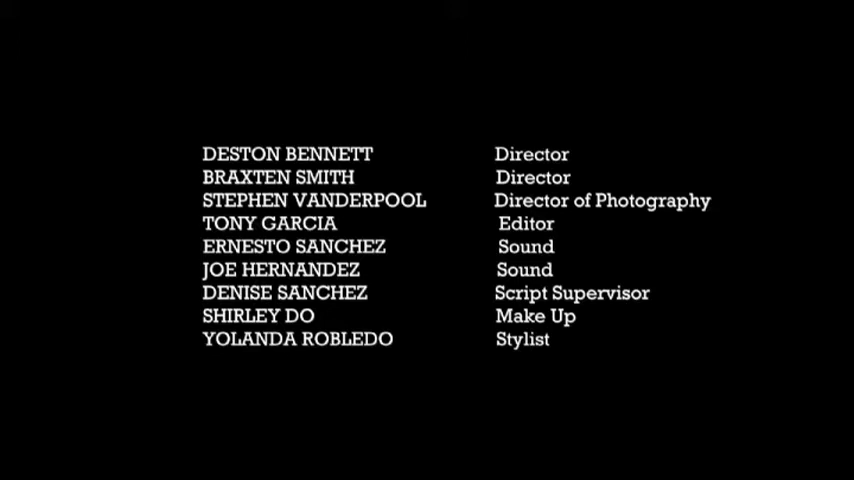 DESTON BENNETT Director
BRAXTEN SMITH Director
STEPHEN VANDERPOOL Director of Photography
TONY GARCIA Editor
ERNESTO SANCHEZ Sound
JOE HERNANDEZ Sound
DENISE SANCHEZ Script Supervisor
SHIRLEY DO Make Up
YOLANDA ROBLEDO Stylist